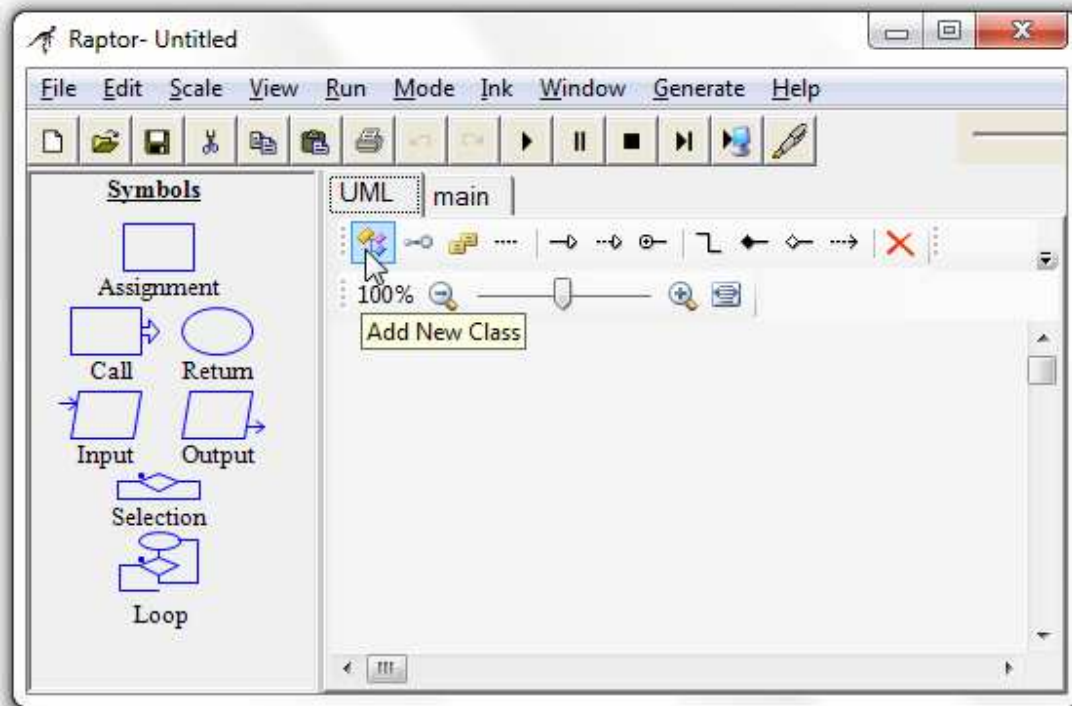 Raptor- Untitled
File Edit Scale View Run Mode Ink Window Generate Help
Symbols
Assignment
Call Return
Input Output
Selection
Loop
UML main
100%
Add New Class